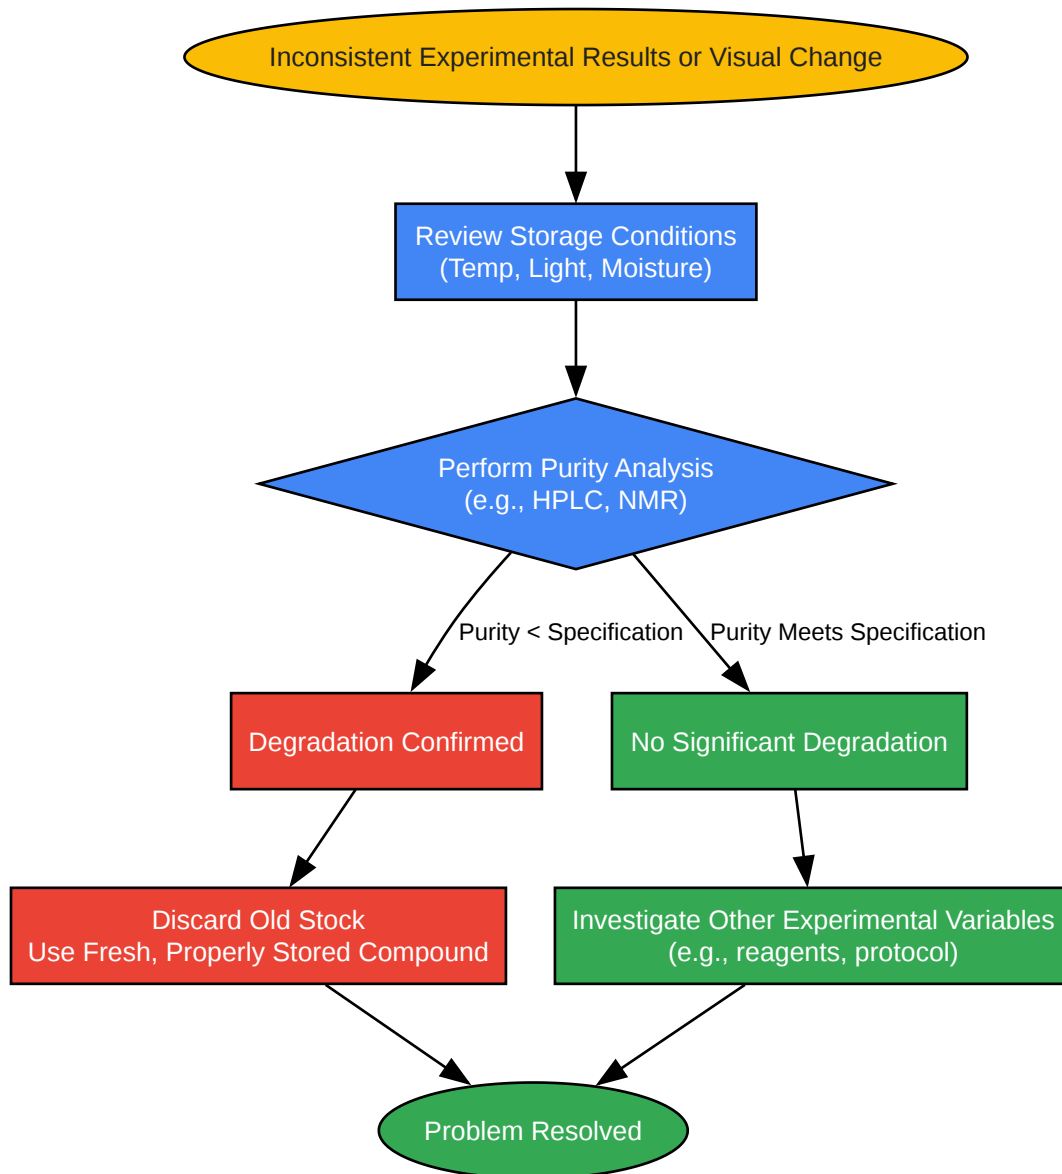 Inconsistent Experimental Results or Visual Change
Review Storage Conditions
(Temp, Light, Moisture)
Perform Purity Analysis
(e.g., HPLC, NMR)
Purity < Specification
Purity Meets Specification
Degradation Confirmed
No Significant Degradation
Discard Old Stock
Use Fresh, Properly Stored Compound
Investigate Other Experimental Variables
(e.g., reagents, protocol)
Problem Resolved